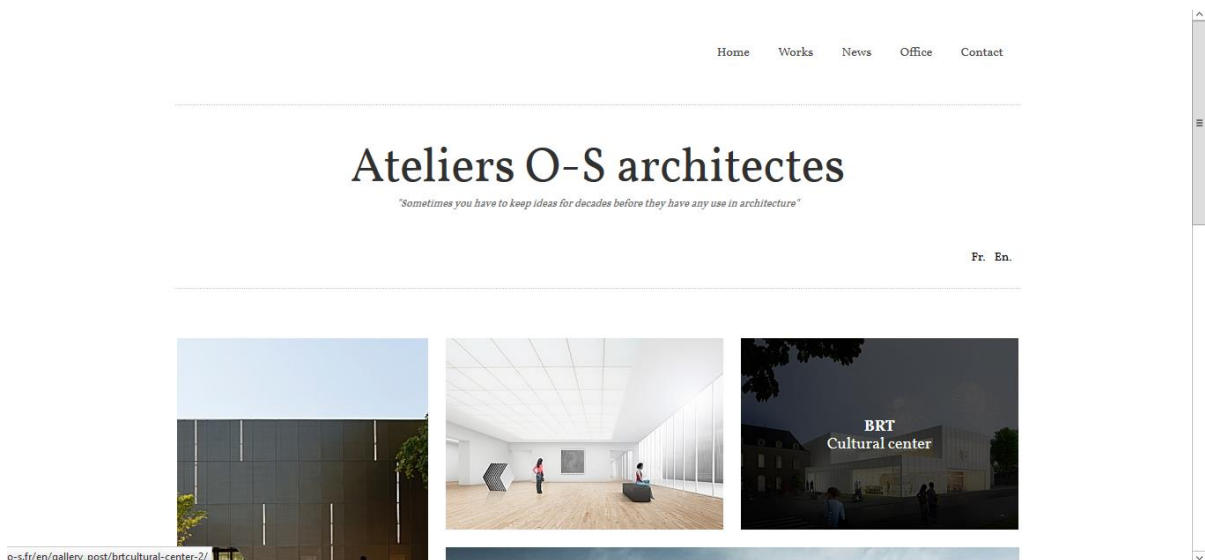 Home Works News Office Contact
Ateliers O-S architectes
"Sometimes you have to keep ideas for decades before they have any use in architecture"
Fr. En.
BRT
Cultural center
o-s.fr/en/gallery_post/brtcultural-center-2/